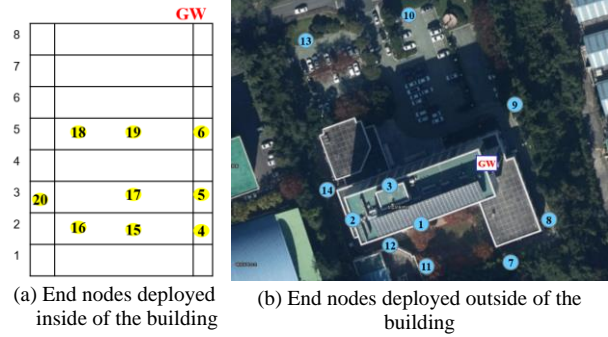 GW
8
7
6
5
18 19 6
4
3
17 5
20
2
16 15 4
1
10
13
9
GW
3
14
2
1
8
12
11
7
(a) End nodes deployed
inside of the building
(b) End nodes deployed outside of the
building